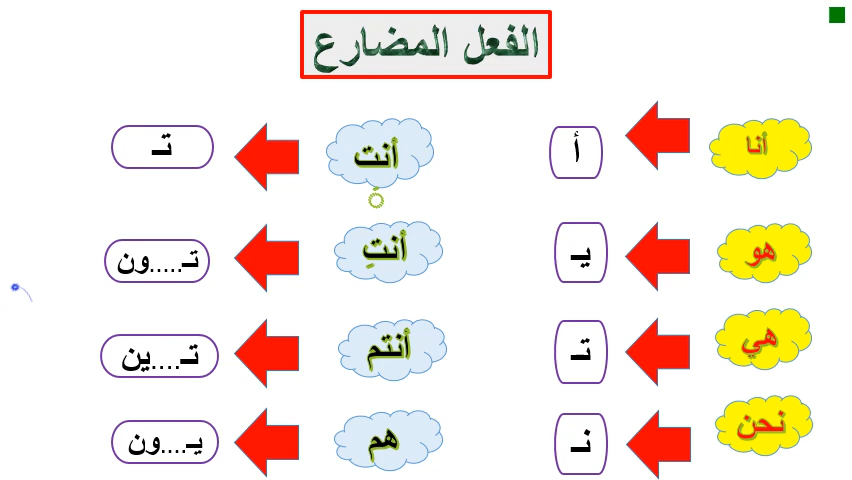 الفعل المضارع
أنا
أ
أنت
تـ
هو
يـ
أنتِ
تـ.....ون
هي
تـ
أنتم
تـ....ين
نحن
نـ
هم
يـ....ون